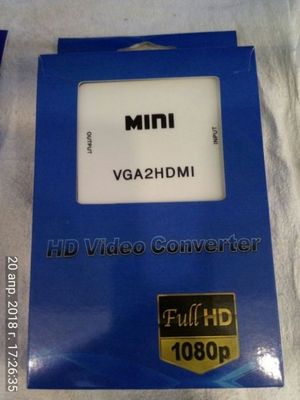 MINI
OUTPUT
INPUT
VGA2HDMI
HD Video Converter
Full HD
1080p
20 апр. 2018 г. 17:26:35